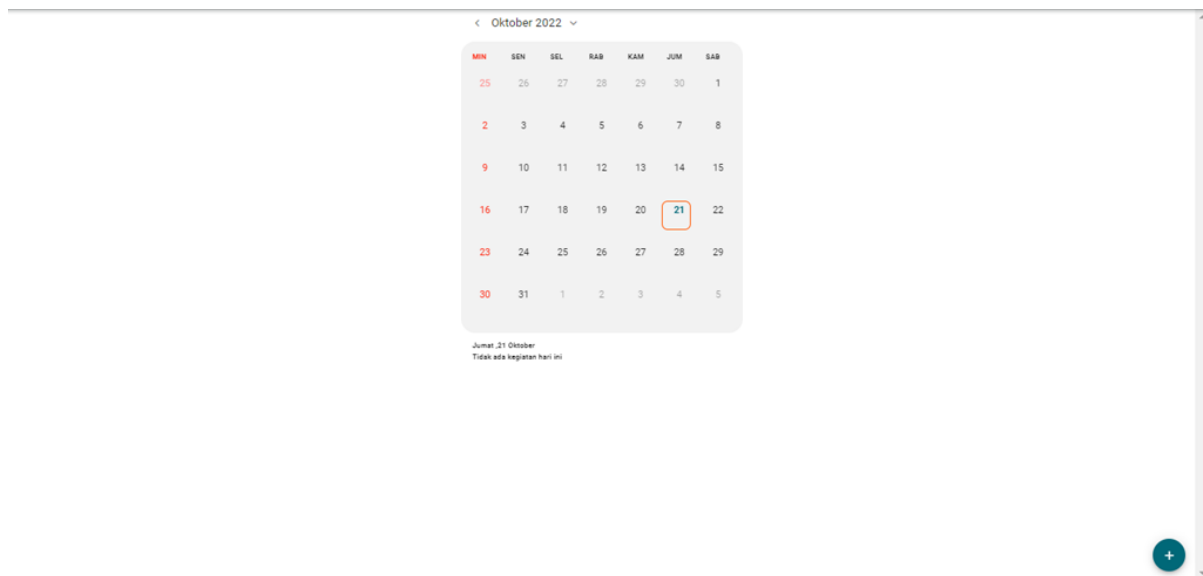 Oktober 2022
MIN SEN SEL RAB KAM JUM SAB
25 26 27 28 29 30 1
2 3 4 5 6 7 8
9 10 11 12 13 14 15
16 17 18 19 20 21 22
23 24 25 26 27 28 29
30 31 1 2 3 4 5
Jumat ,21 Oktober
Tidak ada kegiatan hari ini
+